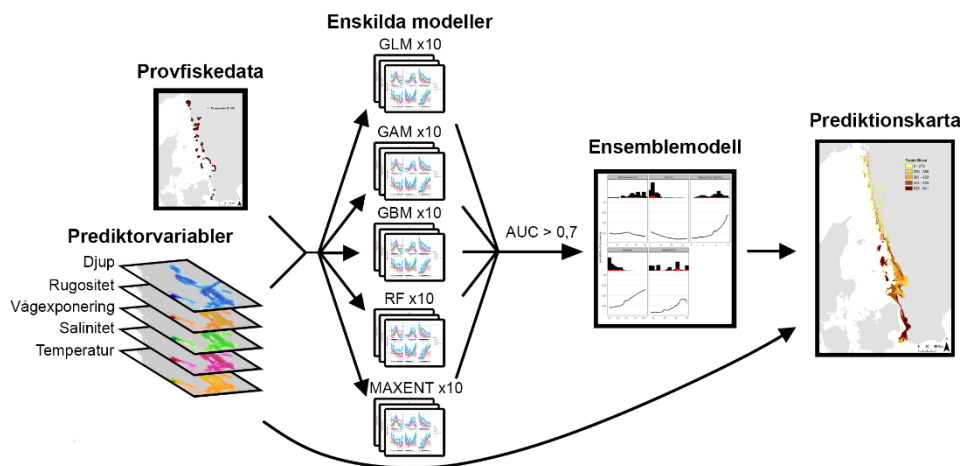 Enskilda modeller
GLM x10
Provfiskedata
GAM x10
Prediktionskarta
Ensemblemodell
GBM x10
AUC > 0,7
Prediktorvariabler
Djup
Rugositet
Vågexponering
Salinitet
Temperatur
RF x10
MAXENT x10